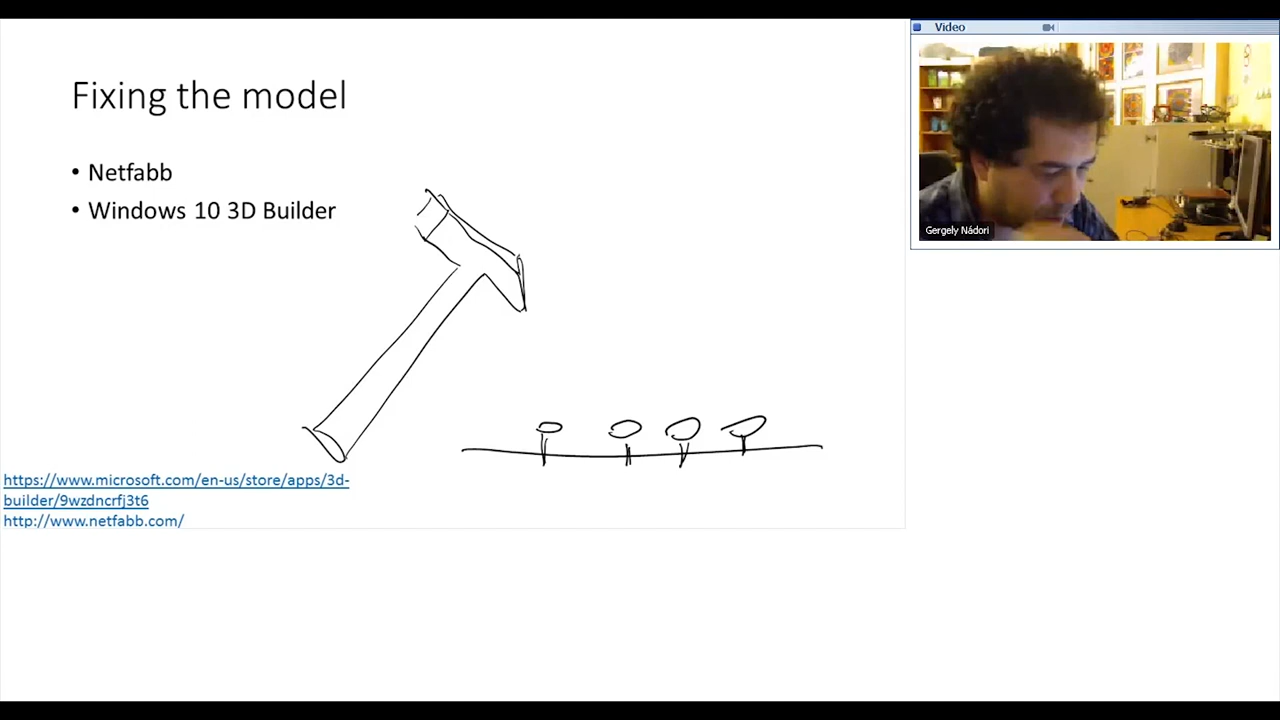 Fixing the model
• Netfabb
• Windows 10 3D Builder
https://www.microsoft.com/en-us/store/apps/3d-
builder/9wzdncrfj3t6
http://www.netfabb.com/
Video
Gergely Nádori